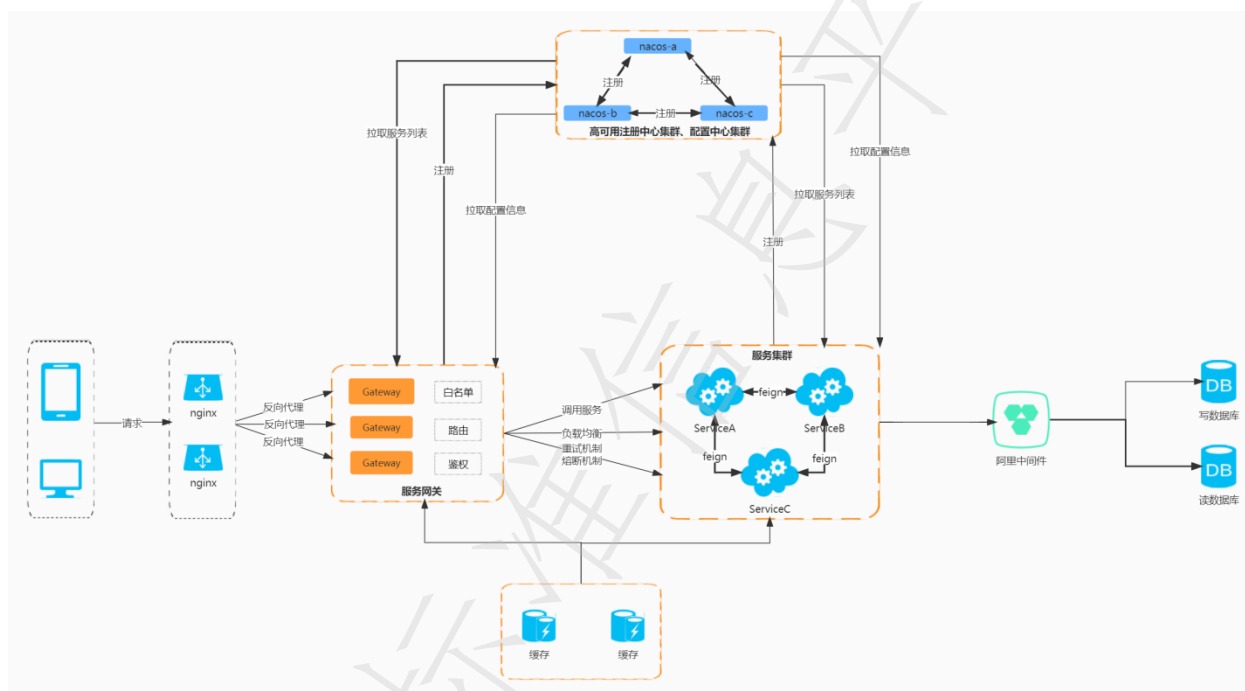 nacos-a
注册
注册
nacos-b
注册
nacos-c
高可用注册中心集群、配置中心集群
拉取服务列表
注册
拉取配置信息
拉取配置信息
拉取服务列表
注册
请求
nginx
nginx
反向代理
反向代理
反向代理
Gateway
白名单
Gateway
路由
Gateway
鉴权
服务网关
调用服务
负载均衡
重试机制
熔断机制
服务集群
ServiceA
feign
ServiceB
feign
feign
ServiceC
阿里中间件
DB
写数据库
DB
读数据库
缓存
缓存